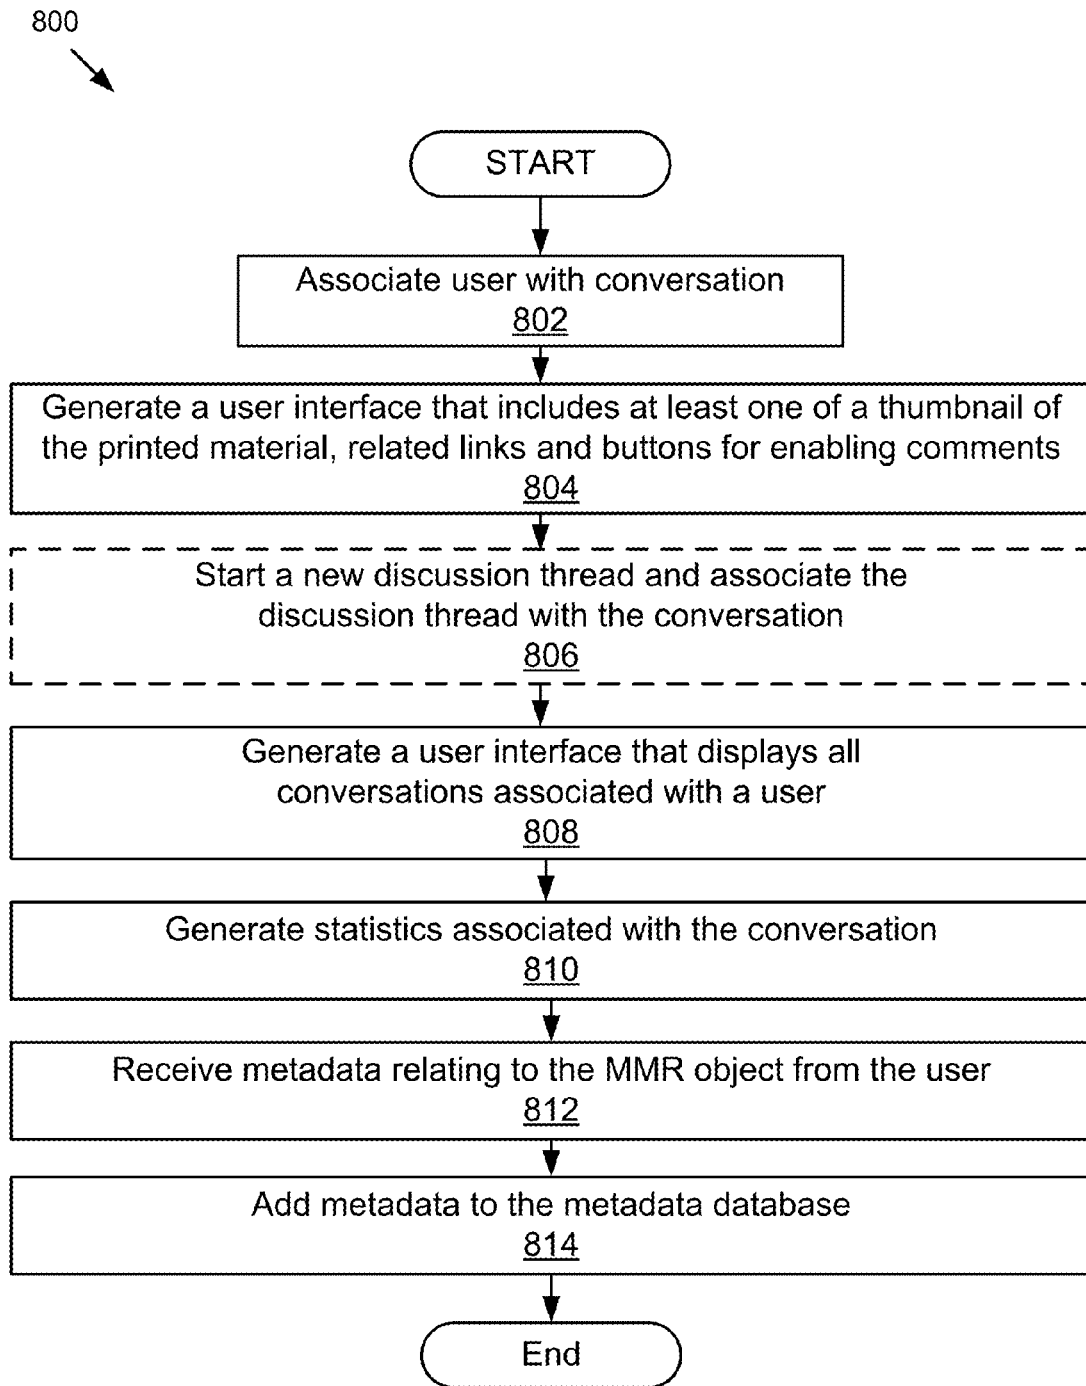 800
START
Associate user with conversation
802
Generate a user interface that includes at least one of a thumbnail of
the printed material, related links and buttons for enabling comments
804
Start a new discussion thread and associate the
discussion thread with the conversation
806
Generate a user interface that displays all
conversations associated with a user
808
Generate statistics associated with the conversation
810
Receive metadata relating to the MMR object from the user
812
Add metadata to the metadata database
814
End